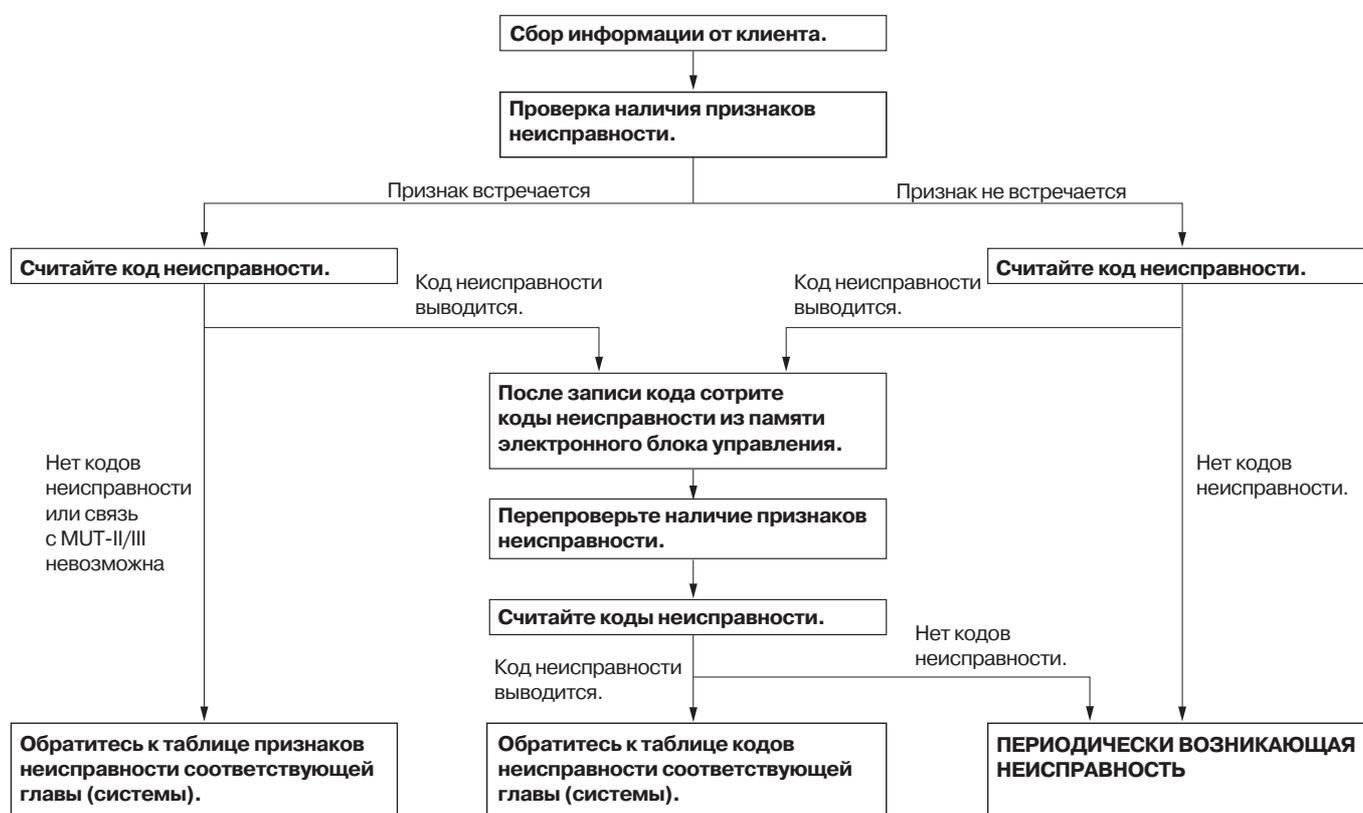 Сбор информации от клиента.
Проверка наличия признаков
неисправности.
Признак встречается
Признак не встречается
Считайте код неисправности.
Считайте код неисправности.
Код неисправности
выводится.
Код неисправности
выводится.
После записи кода сотрите
коды неисправности из памяти
электронного блока управления.
Нет кодов
неисправности
или связь
с MUT-II/III
невозможна
Нет кодов
неисправности.
Перепроверьте наличие признаков
неисправности.
Считайте коды неисправности.
Нет кодов
неисправности.
Код неисправности
выводится.
Обратитесь к таблице признаков
неисправности соответствующей
главы (системы).
Обратитесь к таблице кодов
неисправности соответствующей
главы (системы).
ПЕРИОДИЧЕСКИ ВОЗНИКАЮЩАЯ
НЕИСПРАВНОСТЬ